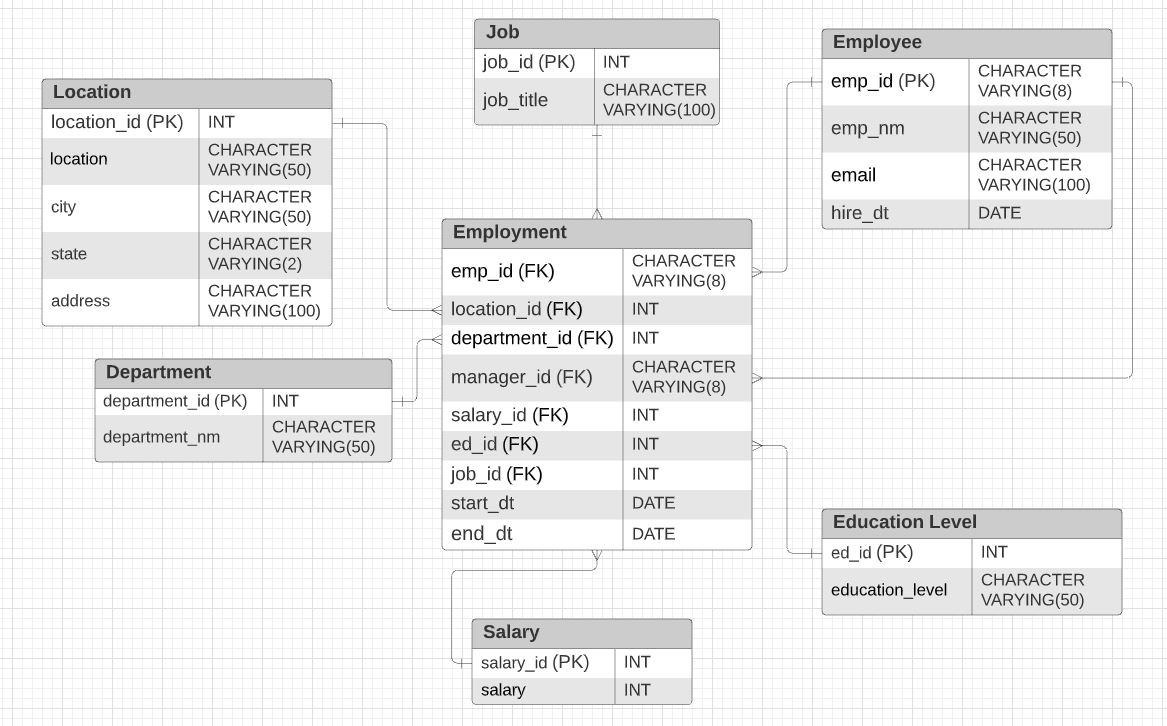 Job
job_id (PK) INT
job_title CHARACTER
VARYING(100)
Employee
emp_id (PK) CHARACTER
VARYING(8)
emp_nm CHARACTER
VARYING(50)
email CHARACTER
VARYING(100)
hire_dt DATE
Location
location_id (PK) INT
location CHARACTER
VARYING(50)
city CHARACTER
VARYING(50)
state CHARACTER
VARYING(2)
address CHARACTER
VARYING(100)
Employment
emp_id (FK) CHARACTER
VARYING(8)
location_id (FK) INT
department_id (FK) INT
manager_id (FK) CHARACTER
VARYING(8)
salary_id (FK) INT
ed_id (FK) INT
job_id (FK) INT
start_dt DATE
end_dt DATE
Department
department_id (PK) INT
department_nm CHARACTER
VARYING(50)
Education Level
ed_id (PK) INT
education_level CHARACTER
VARYING(50)
Salary
salary_id (PK) INT
salary INT